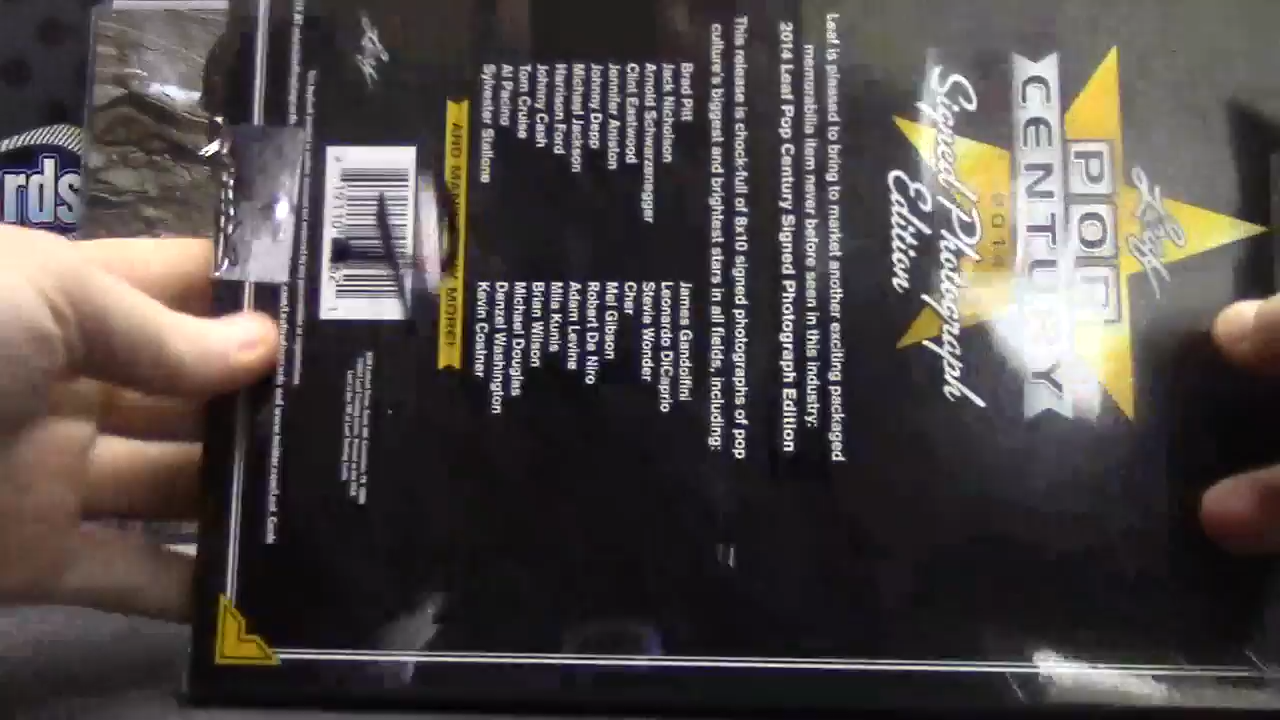 Leaf
POP
CENTURY
2014
Signed Photograph
Edition
Leaf is pleased to bring to market another exciting packaged
memorabilia item never before seen in this industry:
2014 Leaf Pop Century Signed Photograph Edition
This release is chock-full of 8x10 signed photographs of pop
culture's biggest and brightest stars in all fields, including:
Brad Pitt
Jack Nicholson
Arnold Schwarzenegger
Clint Eastwood
Jennifer Aniston
Johnny Depp
Michael Jackson
Harrison Ford
Johnny Cash
Tom Cruise
Al Pacino
Sylvester Stallone
James Gandolfini
Leonardo DiCaprio
Stevie Wonder
Cher
Mel Gibson
Robert De Niro
Adam Levine
Mila Kunis
Brian Wilson
Michael Douglas
Denzel Washington
Kevin Costner
AND MANY MORE!
Leaf
rds